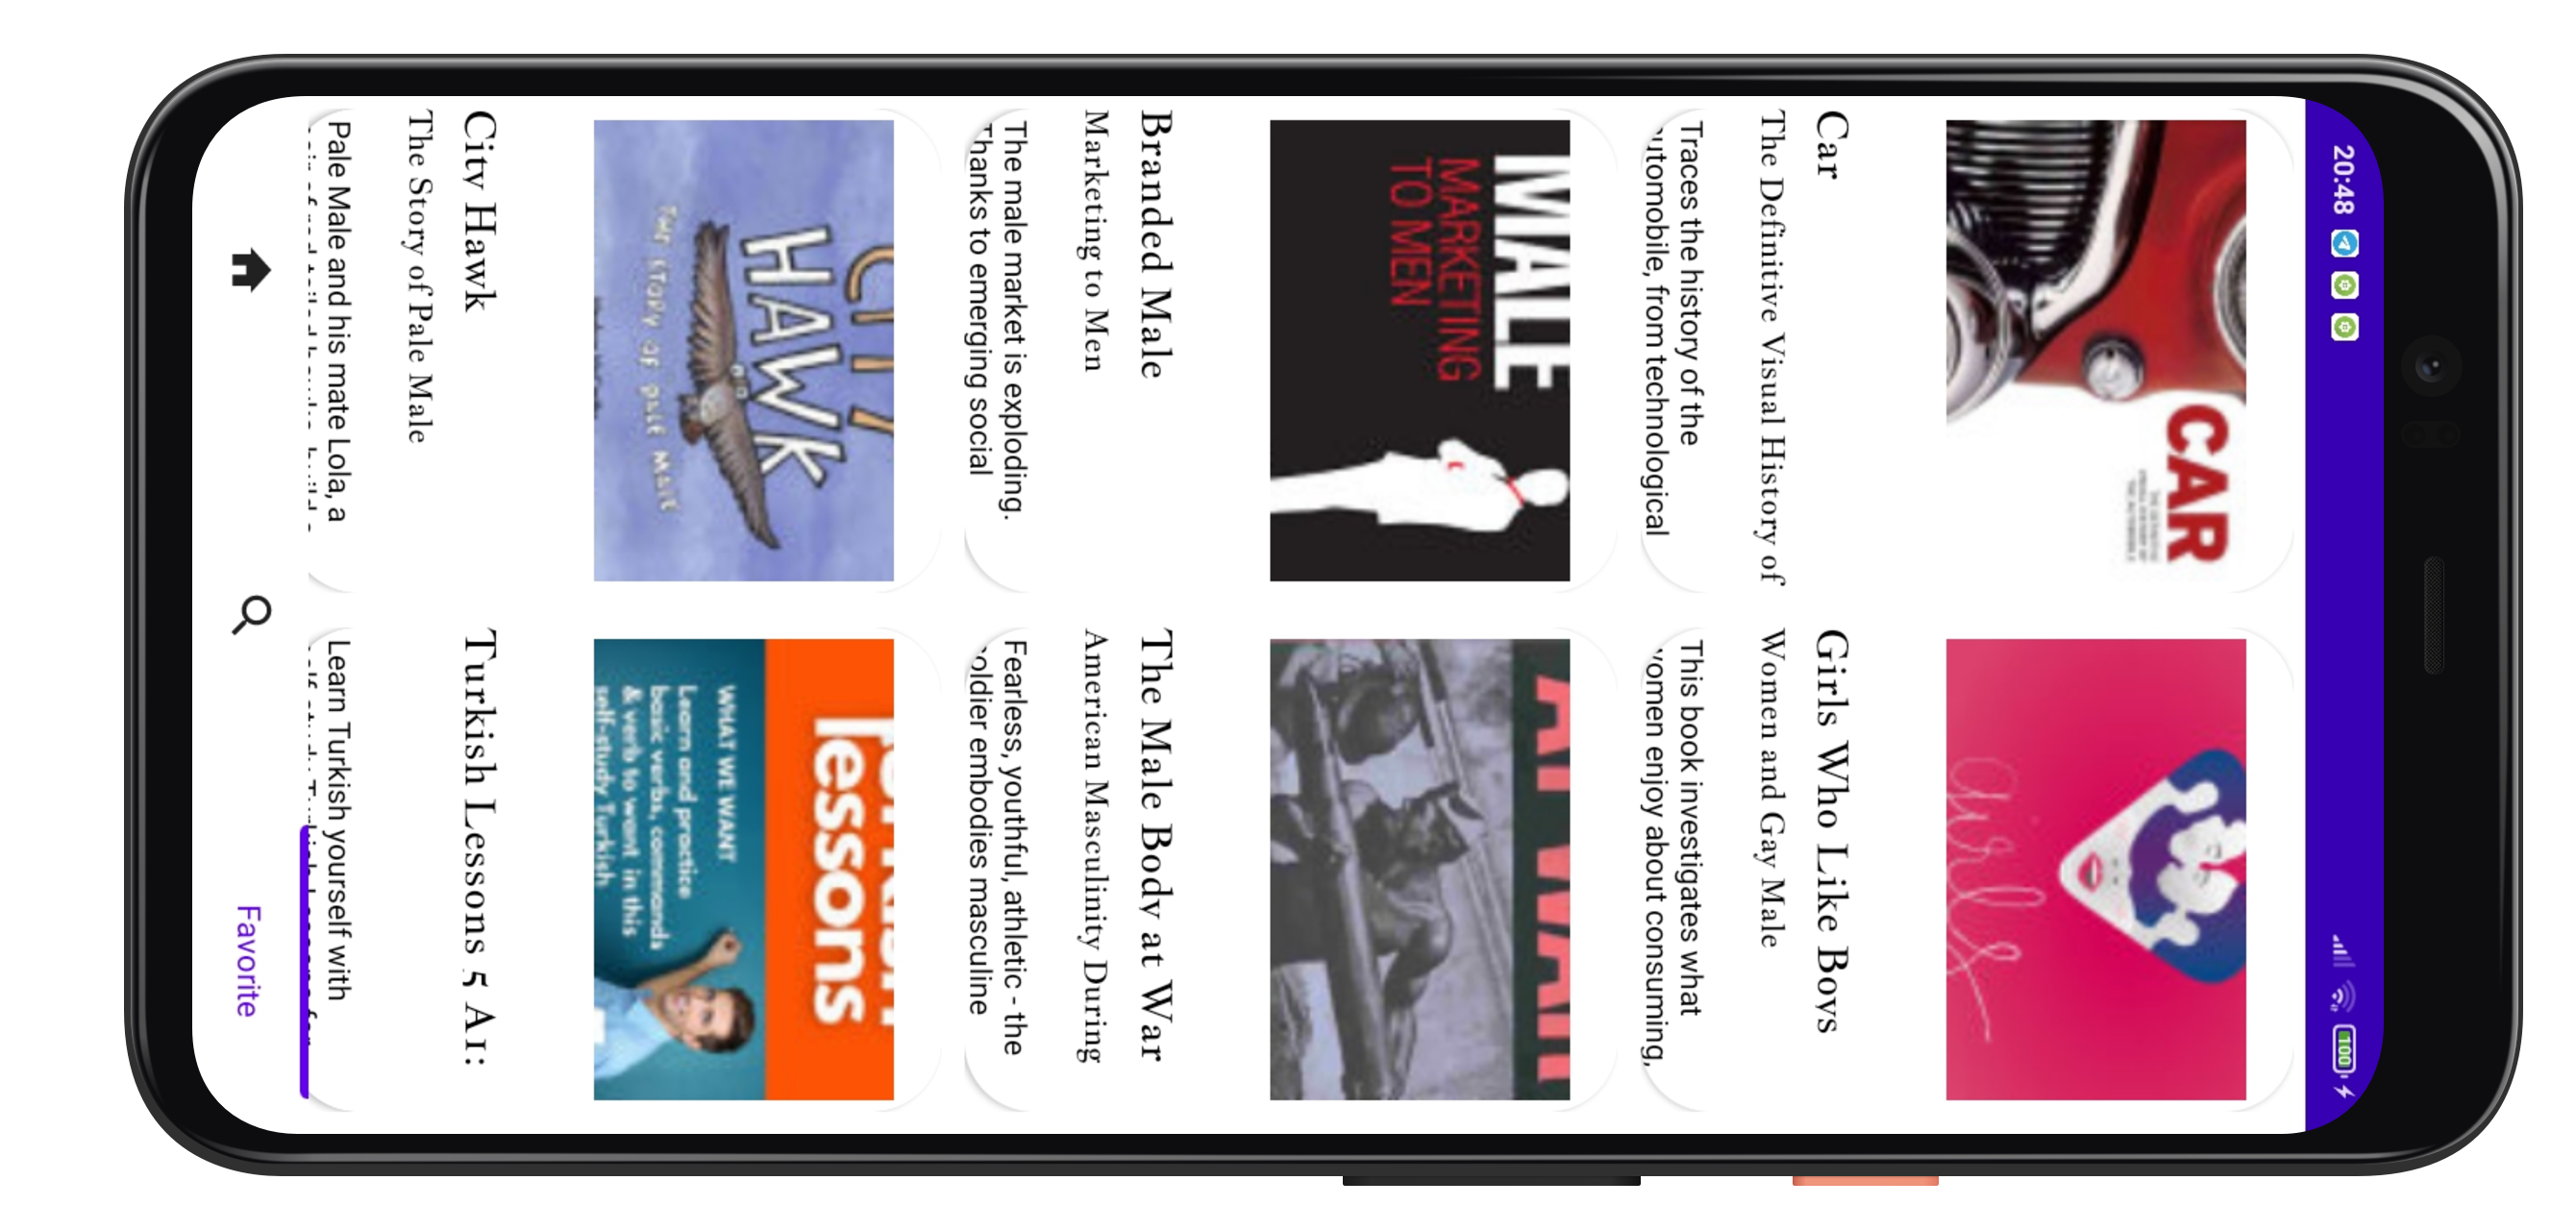 20:48
100
CAR
Car
The Definitive Visual History of
Traces the history of the
automobile, from technological
Girls
Girls Who Like Boys
Women and Gay Male
This book investigates what
women enjoy about consuming,
MALE
MARKETING
TO MEN
Branded Male
Marketing to Men
The male market is exploding.
Thanks to emerging social
AT WAR
The Male Body at War
American Masculinity During
Fearless, youthful, athletic - the
soldier embodies masculine
CITY
HAWK
THE STORY OF PALE MALE
City Hawk
The Story of Pale Male
Pale Male and his mate Lola, a
lessons
WHAT WE WANT
Learn and practice
basic verbs, commands
& verb to want in this
self-study Turkish
Turkish Lessons 5 A1:
Learn Turkish yourself with
Favorite